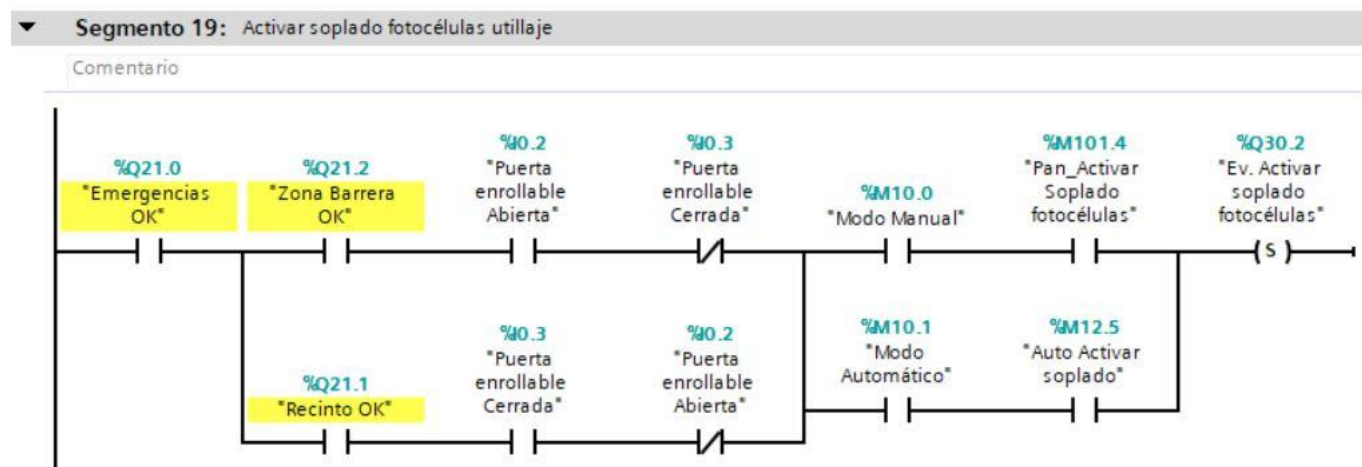 Segmento 19: Activar soplado fotocélulas utillaje
Comentario
%Q21.0
"Emergencias
OK"
%Q21.2
"Zona Barrera
OK"
%I0.2
"Puerta
enrollable
Abierta"
%I0.3
"Puerta
enrollable
Cerrada"
%M10.0
"Modo Manual"
%M101.4
"Pan_Activar
Soplado
fotocélulas"
%Q30.2
"Ev. Activar
soplado
fotocélulas"
S
%Q21.1
"Recinto OK"
%I0.3
"Puerta
enrollable
Cerrada"
%I0.2
"Puerta
enrollable
Abierta"
%M10.1
"Modo
Automático"
%M12.5
"Auto Activar
soplado"